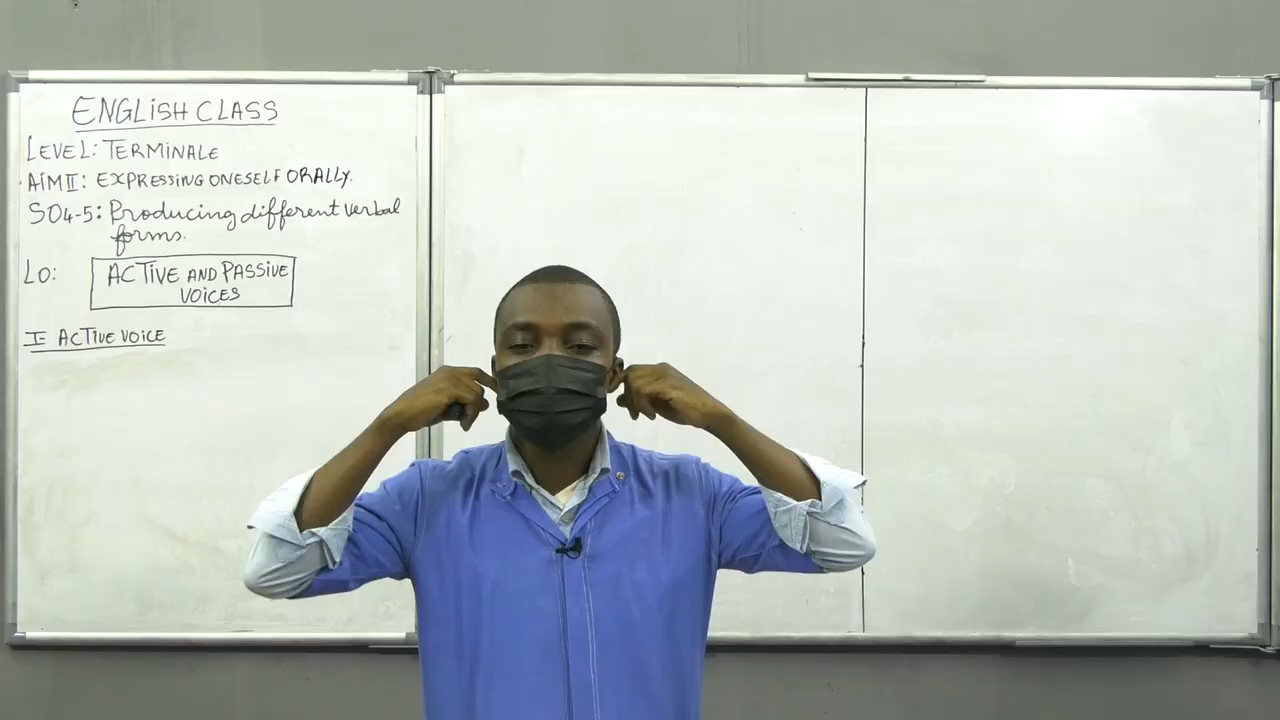 ENGLiSH CLASS
LEVEL: TERMiNALE
AiM II: EXPRESSING ONESELF ORALLY.
SO4-5: Producing different verbal
forms.
LO: ACTiVE AND PASSiVE
VOiCES
I- ACTiVE VOiCE